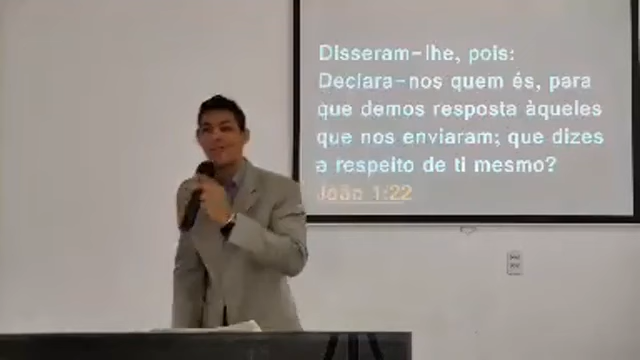 Disseram-lhe, pois:
Declara-nos quem és, para
que demos resposta àqueles
que nos enviaram; que dizes
a respeito de ti mesmo?
João 1:22